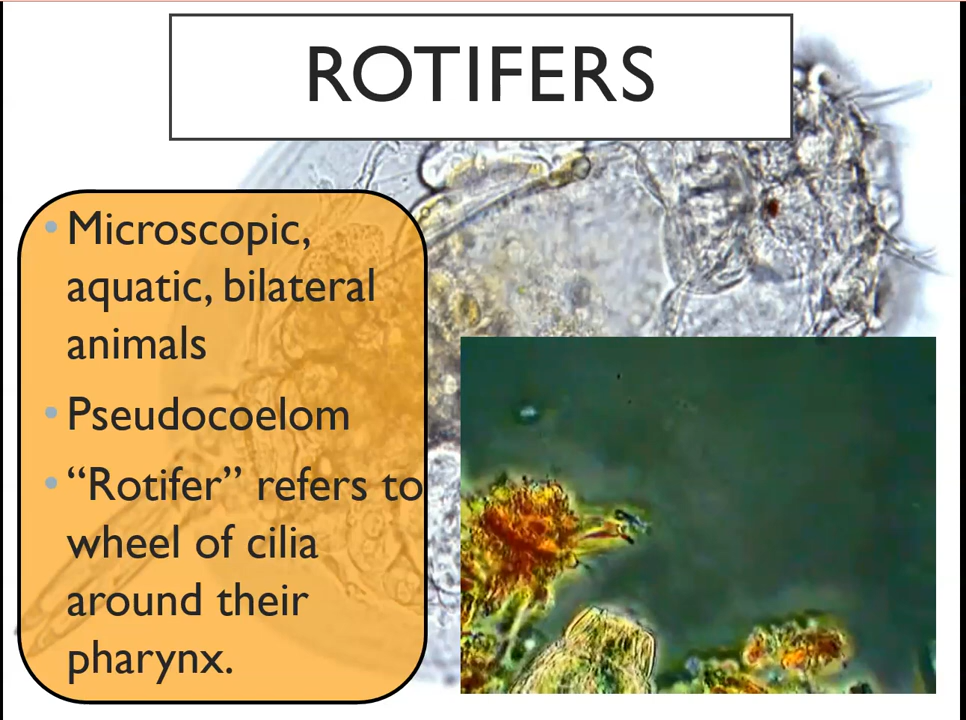 ROTIFERS
• Microscopic,
aquatic, bilateral
animals
• Pseudocoelom
• “Rotifer” refers to
wheel of cilia
around their
pharynx.